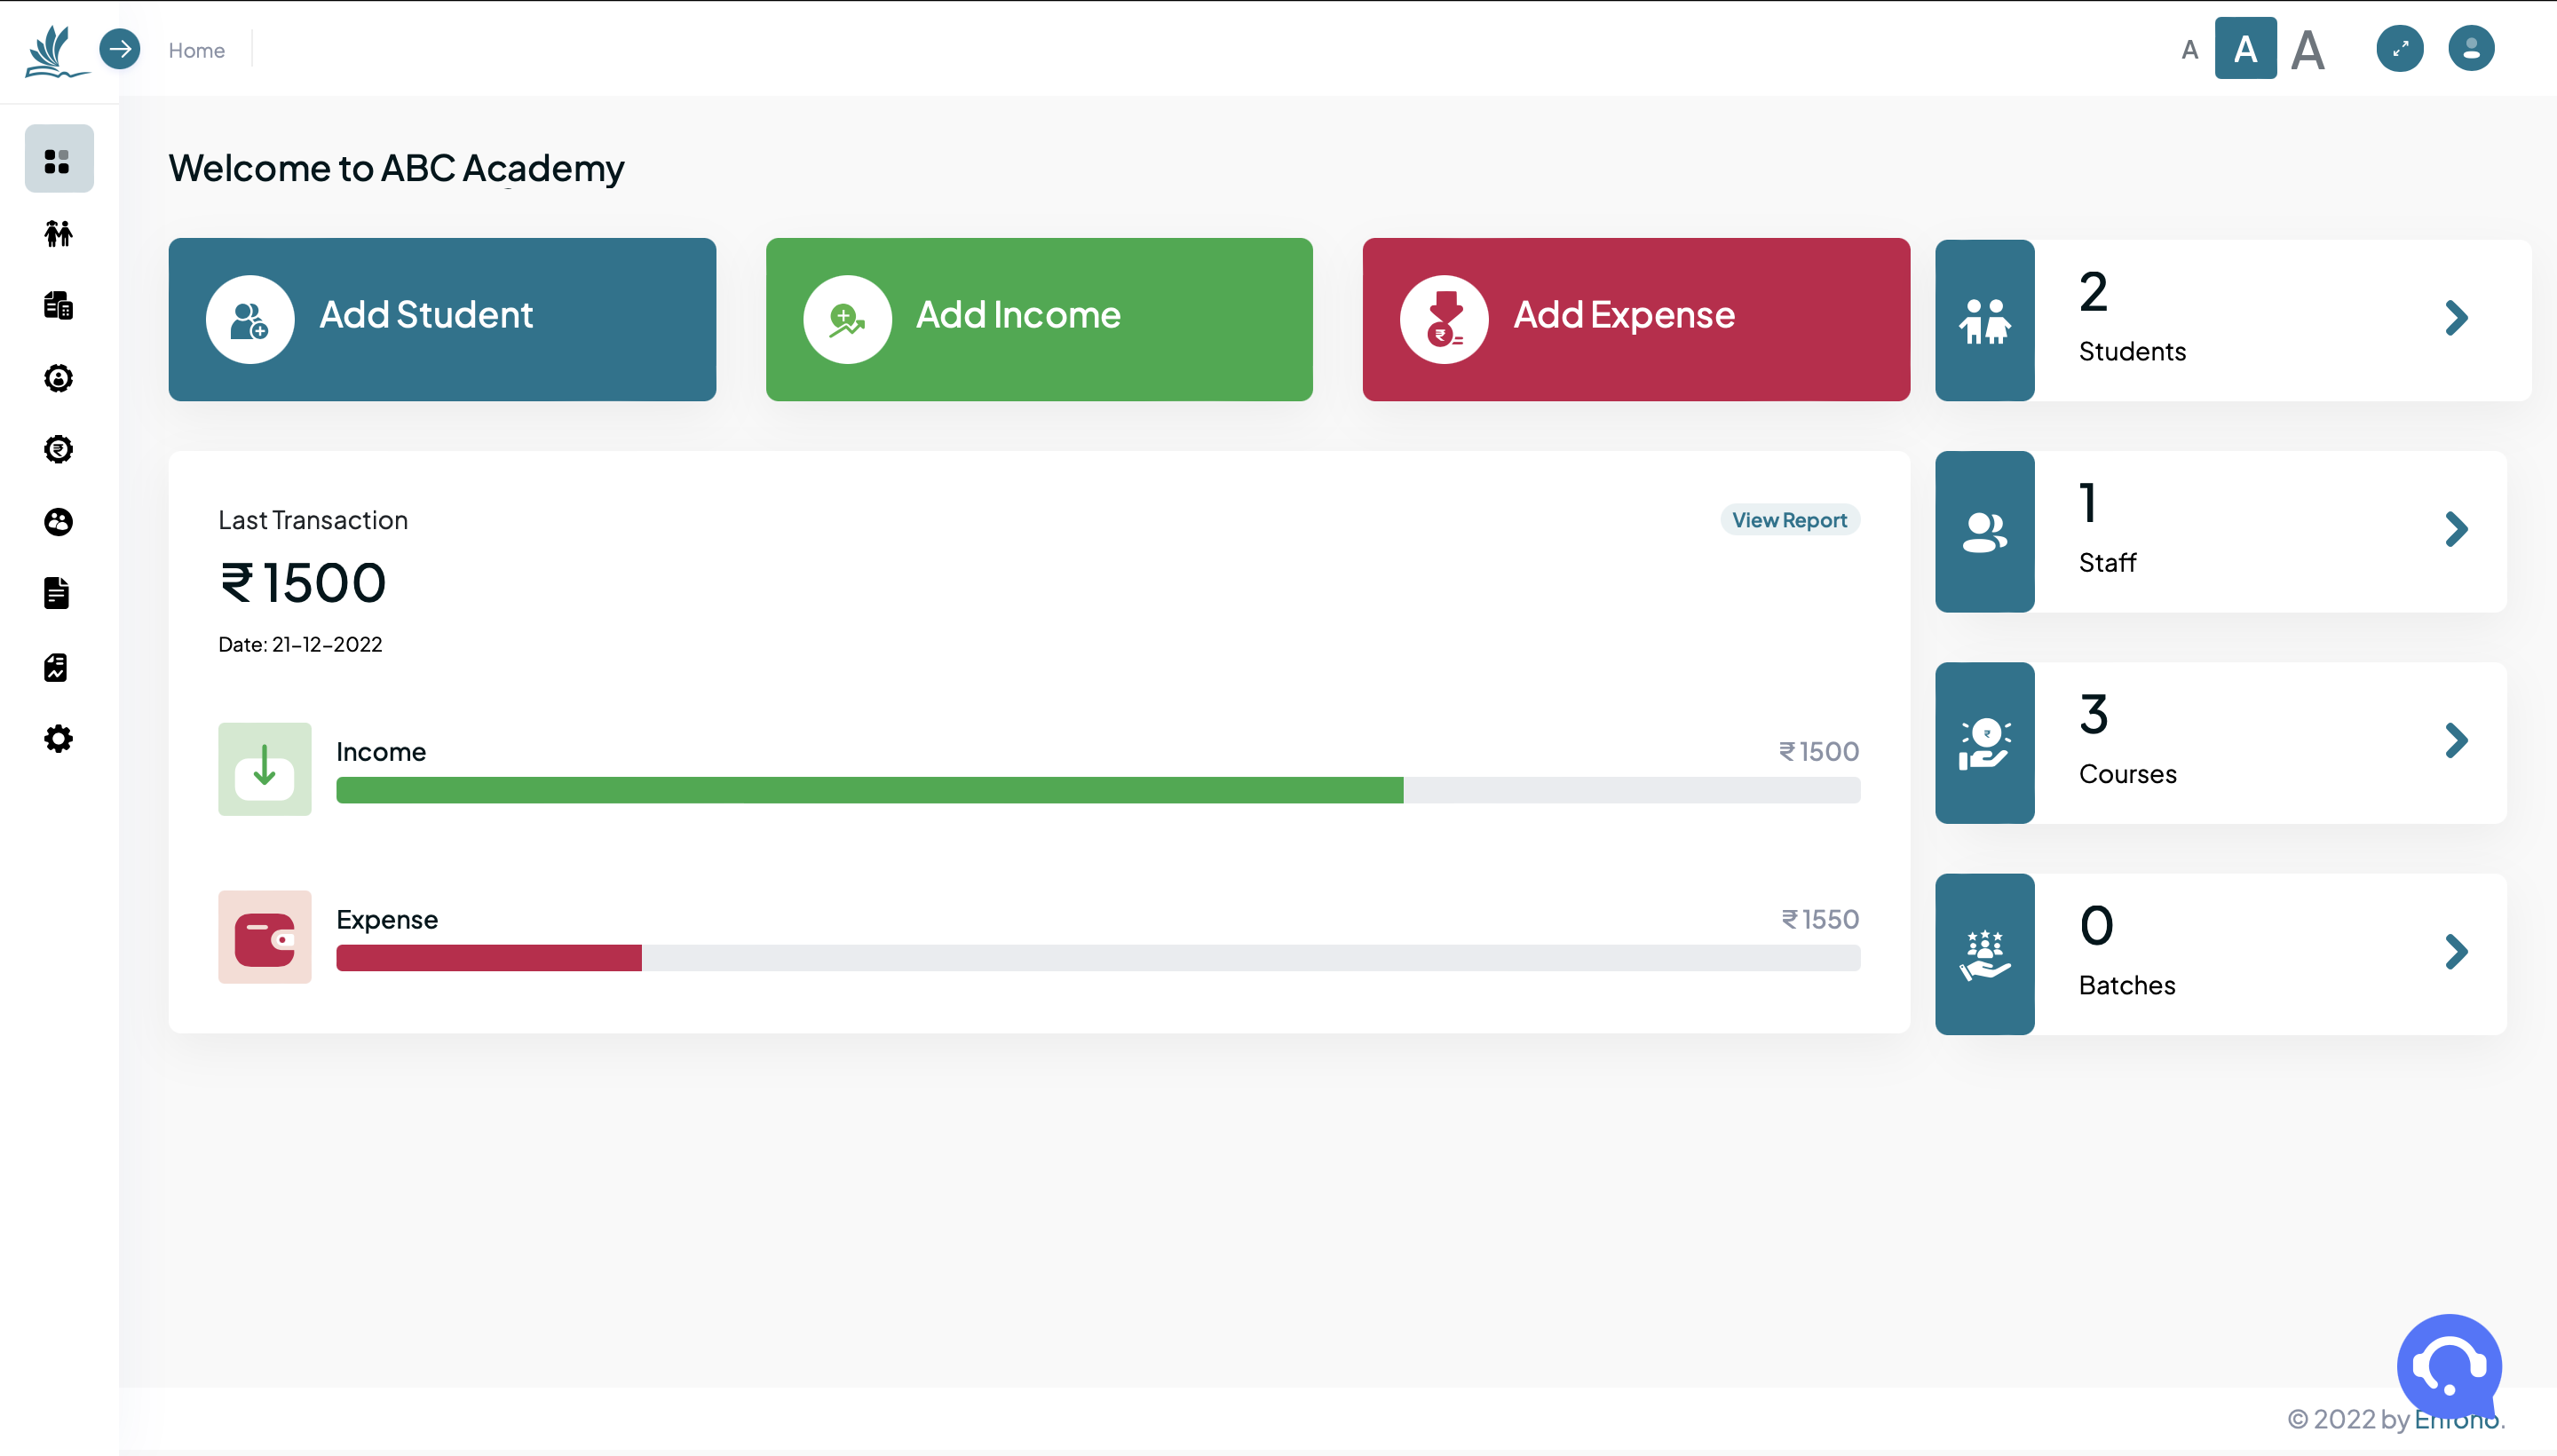 Home
A A A
Welcome to ABC Academy
Add Student
Add Income
Add Expense
2
Students
Last Transaction
View Report
₹ 1500
Date: 21-12-2022
1
Staff
Income
₹ 1500
3
Courses
Expense
₹ 1550
0
Batches
© 2022 by Enfono.